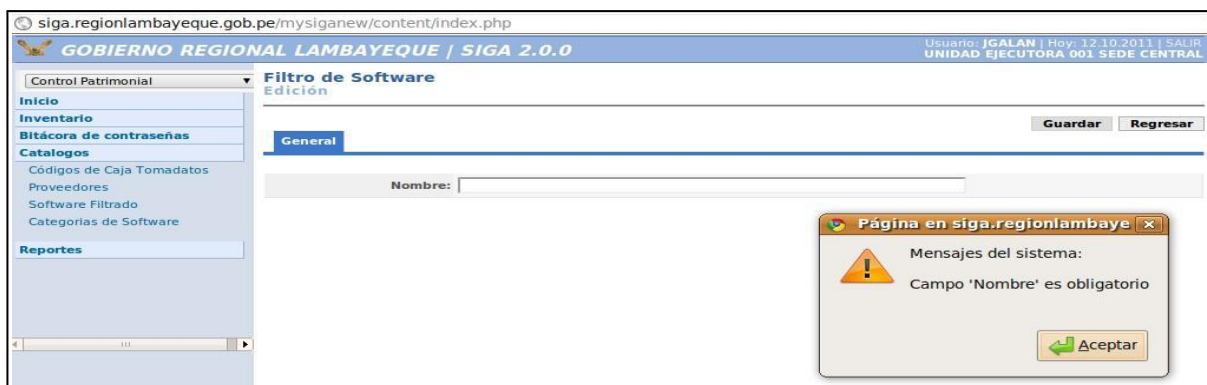 siga.regionlambayeque.gob.pe/mysiganew/content/index.php
GOBIERNO REGIONAL LAMBAYEQUE | SIGA 2.0.0
Usuario: JGALAN | Hoy: 12.10.2011 | SALIR
UNIDAD EJECUTORA 001 SEDE CENTRAL
Control Patrimonial
Inicio
Inventario
Bitácora de contraseñas
Catalogos
Códigos de Caja Tomadatos
Proveedores
Software Filtrado
Categorias de Software
Reportes
Filtro de Software
Edición
Guardar Regresar
General
Nombre:
Página en siga.regionlambaye
Mensajes del sistema:
Campo 'Nombre' es obligatorio
Aceptar